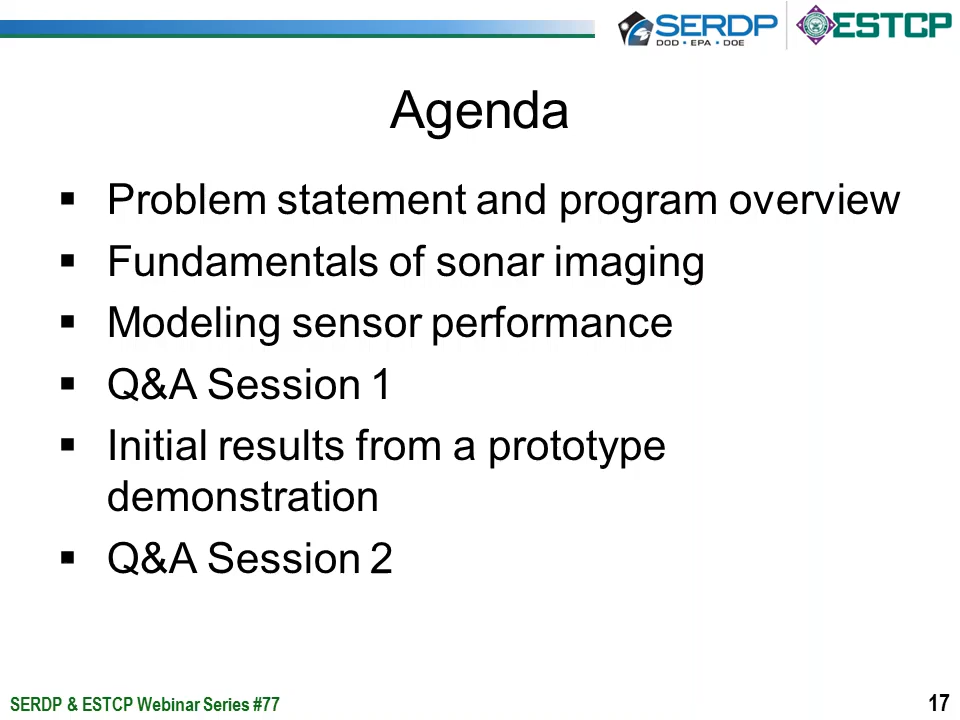 SERDP
DOD • EPA • DOE
ESTCP
Agenda
▪ Problem statement and program overview
▪ Fundamentals of sonar imaging
▪ Modeling sensor performance
▪ Q&A Session 1
▪ Initial results from a prototype
demonstration
▪ Q&A Session 2
SERDP & ESTCP Webinar Series #77
17